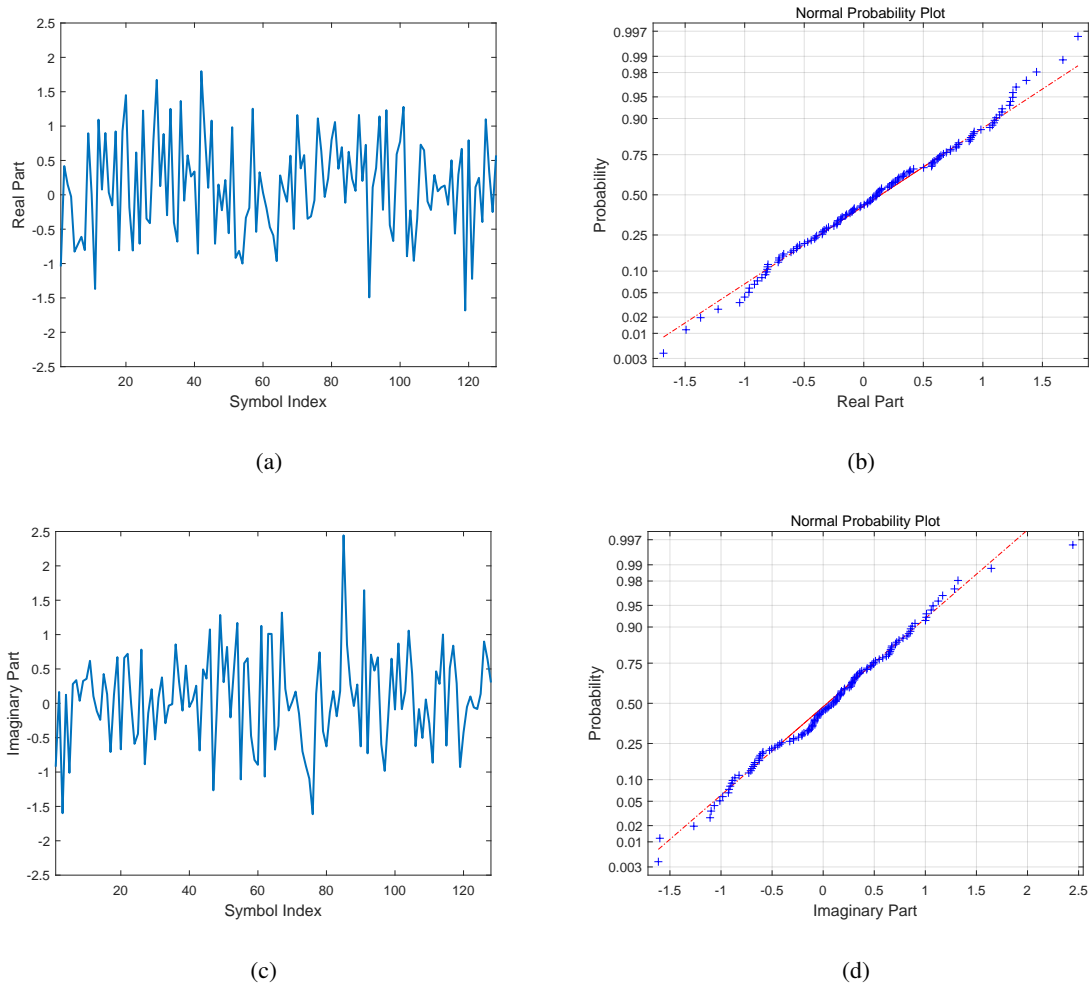 2.5
2
1.5
1
0.5
0
-0.5
-1
-1.5
-2
-2.5
Real Part
20 40 60 80 100 120
Symbol Index
(a)
Normal Probability Plot
0.997
0.99
0.98
0.95
0.90
0.75
0.50
0.25
0.10
0.05
0.02
0.01
0.003
Probability
-1.5 -1 -0.5 0 0.5 1 1.5
Real Part
(b)
2.5
2
1.5
1
0.5
0
-0.5
-1
-1.5
-2
-2.5
Imaginary Part
20 40 60 80 100 120
Symbol Index
(c)
Normal Probability Plot
0.997
0.99
0.98
0.95
0.90
0.75
0.50
0.25
0.10
0.05
0.02
0.01
0.003
Probability
-1.5 -1 -0.5 0 0.5 1 1.5 2 2.5
Imaginary Part
(d)